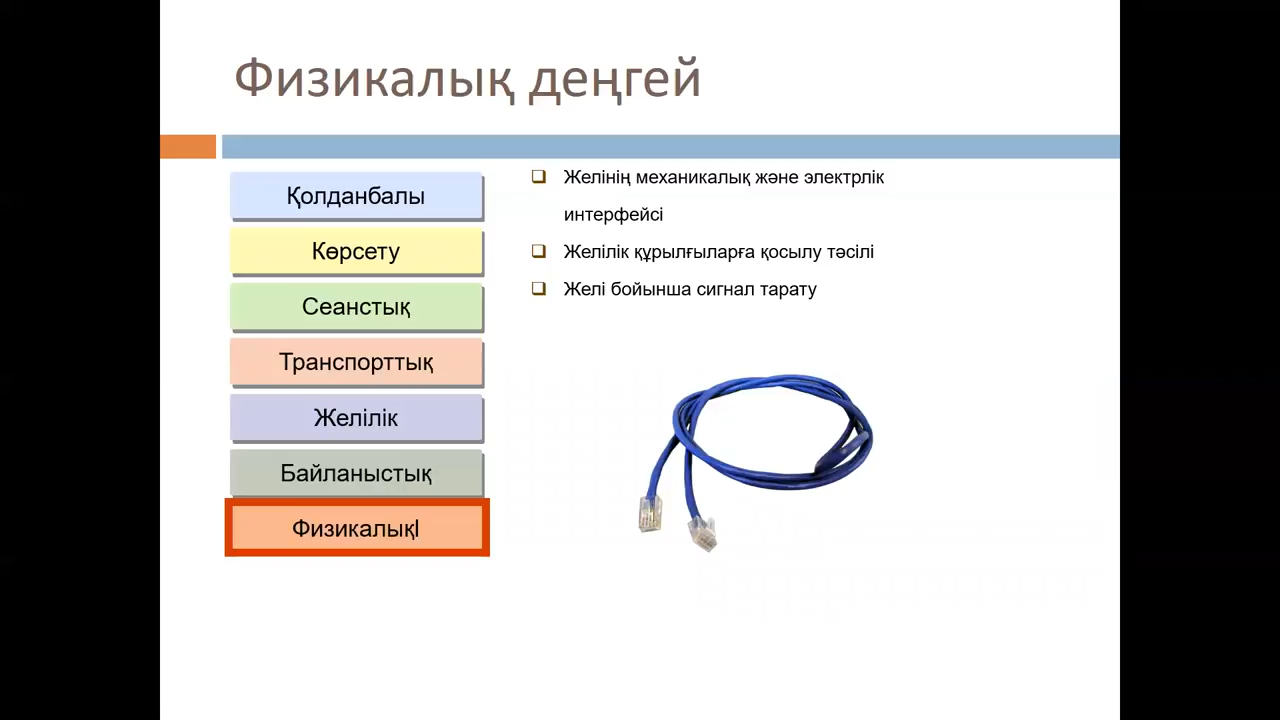 Физикалық деңгей
Қолданбалы
Көрсету
Сеанстық
Транспорттық
Желілік
Байланыстық
Физикалықl
Желінің механикалық және электрлік
интерфейсі
Желілік құрылғыларға қосылу тәсілі
Желі бойынша сигнал тарату